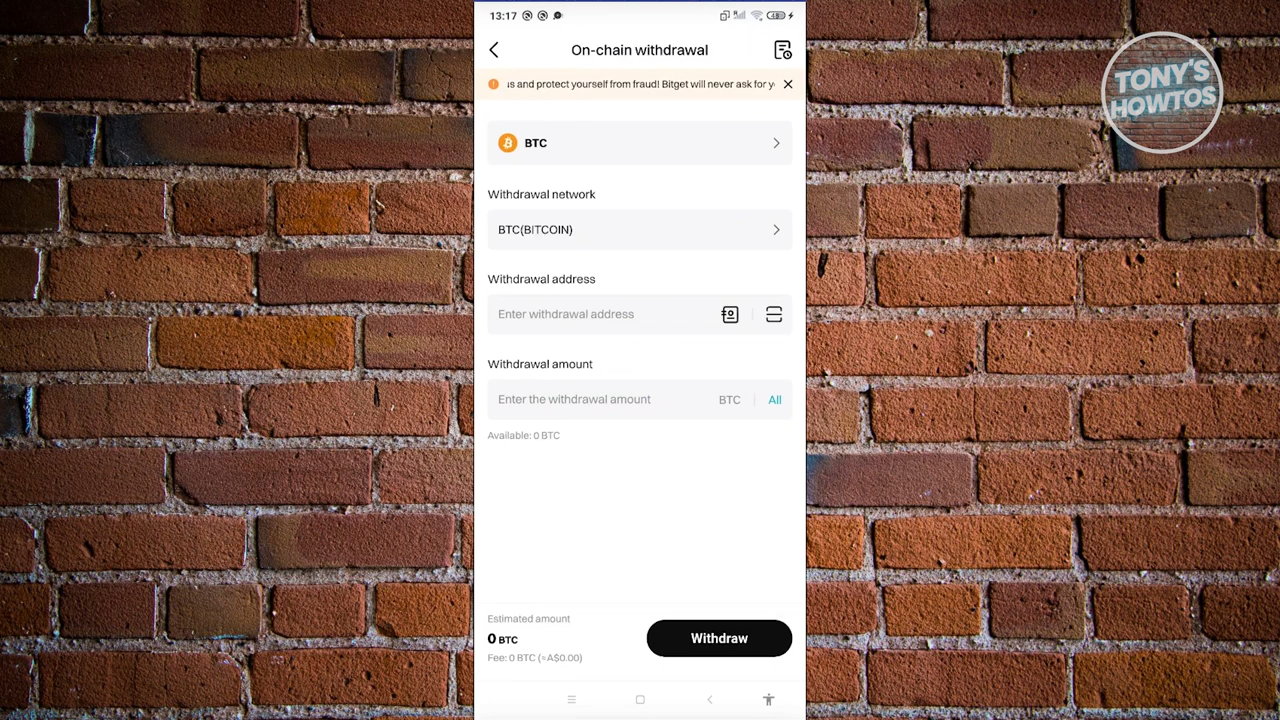 13:17
On-chain withdrawal
us and protect yourself from fraud! Bitget will never ask for y
BTC
Withdrawal network
BTC(BITCOIN)
Withdrawal address
Enter withdrawal address
Withdrawal amount
Enter the withdrawal amount BTC All
Available: 0 BTC
Estimated amount
0 BTC
Fee: 0 BTC (≈A$0.00)
Withdraw
TONY'S
HOWTOS